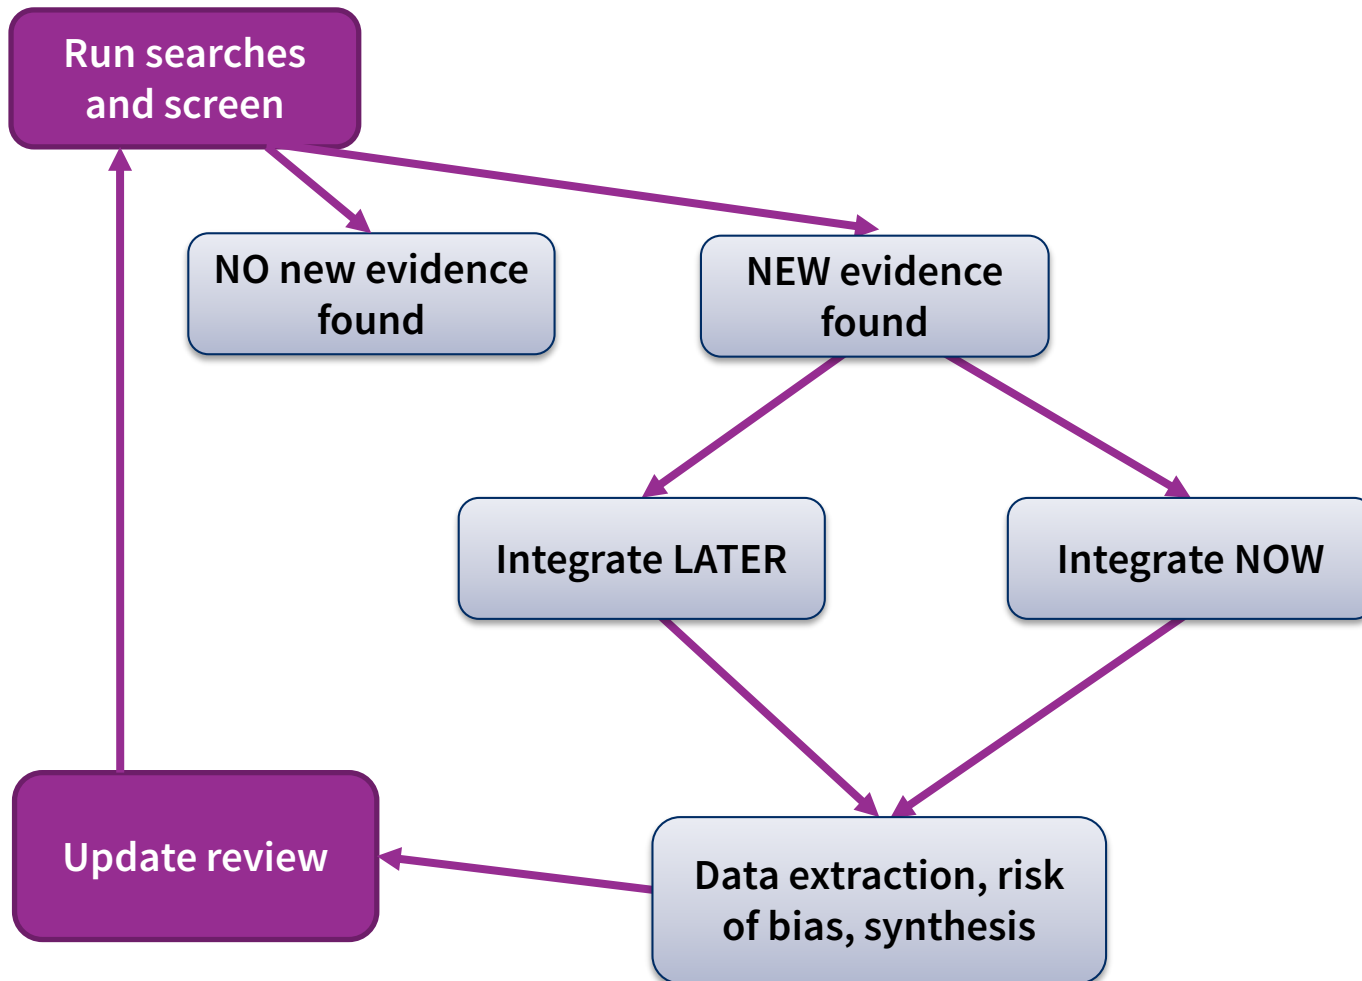 Run searches
and screen
NO new evidence
found
NEW evidence
found
Integrate LATER
Integrate NOW
Update review
Data extraction, risk
of bias, synthesis